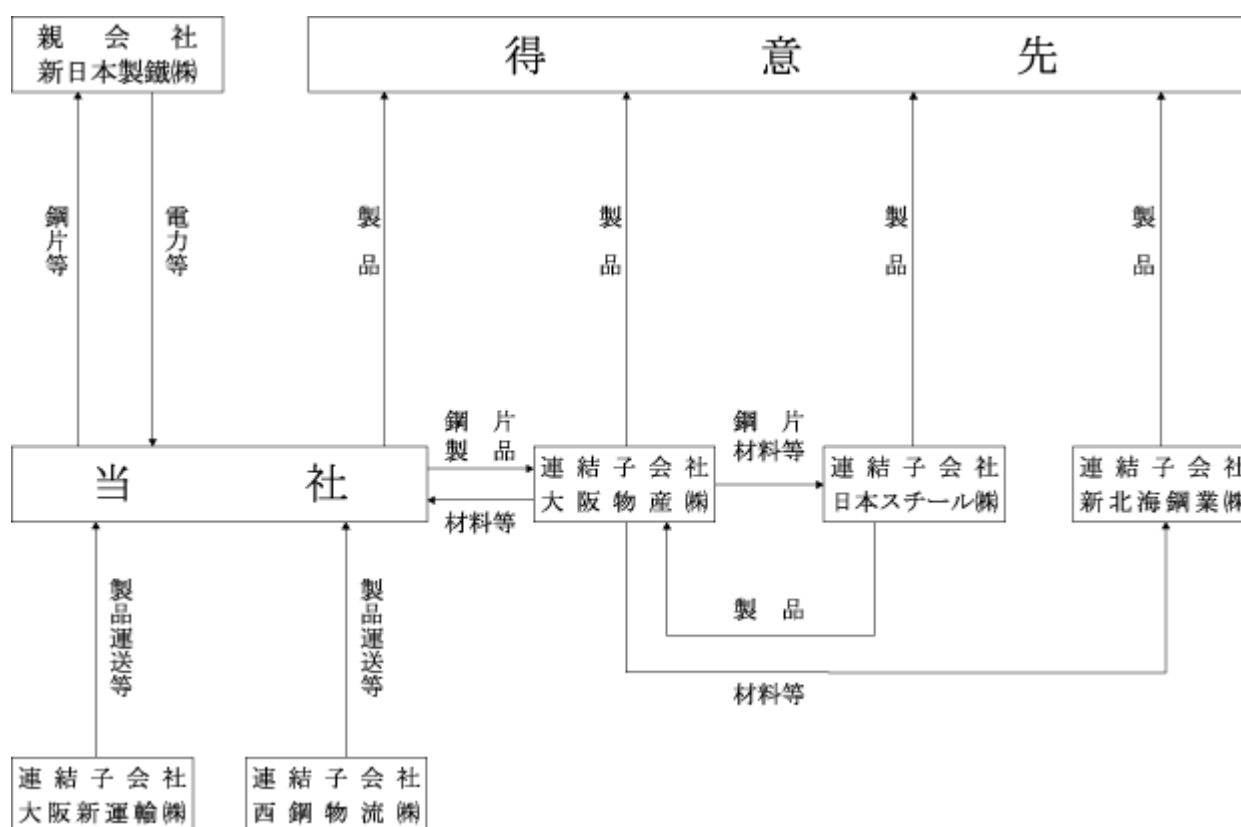 親会社
新日本製鐵㈱
得意先
鋼片等
電力等
製品
製品
製品
製品
鋼片
製品
材料等
鋼片
材料等
当社
連結子会社
大阪物産㈱
連結子会社
日本スチール㈱
連結子会社
新北海鋼業㈱
製品運送等
製品運送等
製品
材料等
連結子会社
大阪新運輸㈱
連結子会社
西鋼物流㈱